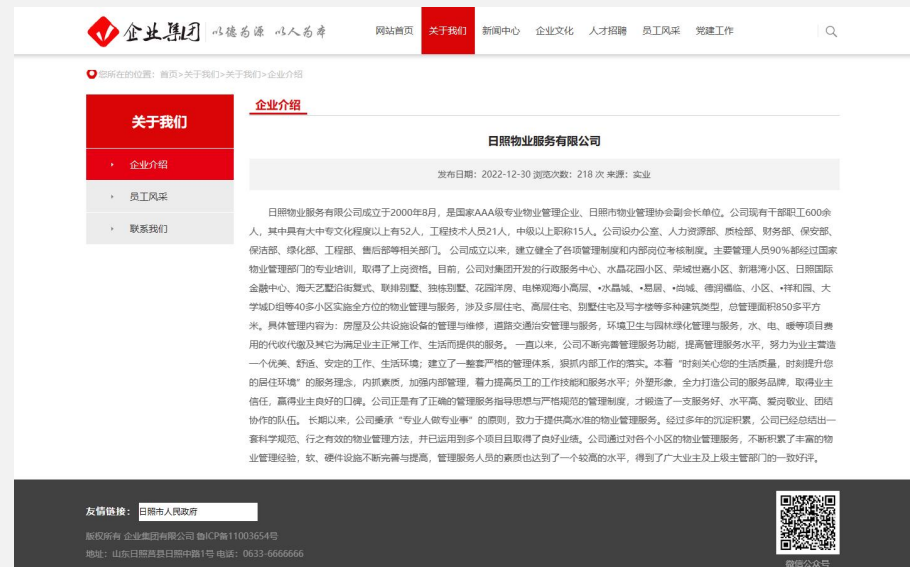 企业集团 以德为源 以人为本
网站首页 关于我们 新闻中心 企业文化 人才招聘 员工风采 党建工作
您所在的位置：首页>关于我们>关于我们>企业介绍
关于我们
企业介绍
员工风采
联系我们
企业介绍
日照物业服务有限公司
发布日期：2022-12-30 浏览次数：218 次 来源：实业
日照物业服务有限公司成立于2000年8月，是国家AAA级专业物业管理企业、日照市物业管理协会副会长单位。公司现有干部职工600余
人，其中具有大中专文化程度以上有52人，工程技术人员21人，中级以上职称15人。公司设办公室、人力资源部、质检部、财务部、保安部、
保洁部、绿化部、工程部、售后部等相关部门。 公司成立以来，建立健全了各项管理制度和内部岗位考核制度。主要管理人员90%都经过国家
物业管理部门的专业培训，取得了上岗资格。目前，公司对集团开发的行政服务中心、水晶花园小区、荣域世嘉小区、新港湾小区、日照国际
金融中心、海天艺墅沿街复式、联排别墅、独栋别墅、花园洋房、电梯观海小高层、•水晶城、•易居、•尚城、德润福临、小区、•祥和园、大
学城D组等40多个小区实施全方位的物业管理与服务，涉及多层住宅、高层住宅、别墅住宅及写字楼等多种建筑类型，总管理面积850多平方
米。具体管理内容为：房屋及公共设施设备的管理与维修，道路交通治安管理与服务，环境卫生与园林绿化管理与服务，水、电、暖等项目费
用的代收代缴及其它为满足业主正常工作、生活而提供的服务。 一直以来，公司不断完善管理服务功能，提高管理服务水平，努力为业主营造
一个优美、舒适、安定的工作、生活环境；建立了一整套严格的管理体系，狠抓内部工作的落实。本着“时刻关心您的生活质量，时刻提升您
的居住环境”的服务理念，内抓素质，加强内部管理，着力提高员工的工作技能和服务水平；外塑形象，全力打造公司的服务品牌，取得业主
信任，赢得业主良好的口碑。公司正是有了正确的管理服务指导思想与严格规范的管理制度，才锻造了一支服务好、水平高、爱岗敬业、团结
协作的队伍。 长期以来，公司秉承“专业人做专业事”的原则，致力于提供高水准的物业管理服务。经过多年的沉淀积累，公司已经总结出一
套科学规范、行之有效的物业管理方法，并已运用到多个项目且取得了良好业绩。公司通过对各个小区的物业管理服务，不断积累了丰富的物
业管理经验，软、硬件设施不断完善与提高，管理服务人员的素质也达到了一个较高的水平，得到了广大业主及上级主管部门的一致好评。
友情链接： 日照市人民政府
版权所有 企业集团有限公司 鲁ICP备11003654号
地址：山东日照莒县日照中路1号 电话：0633-6666666
微信公众号